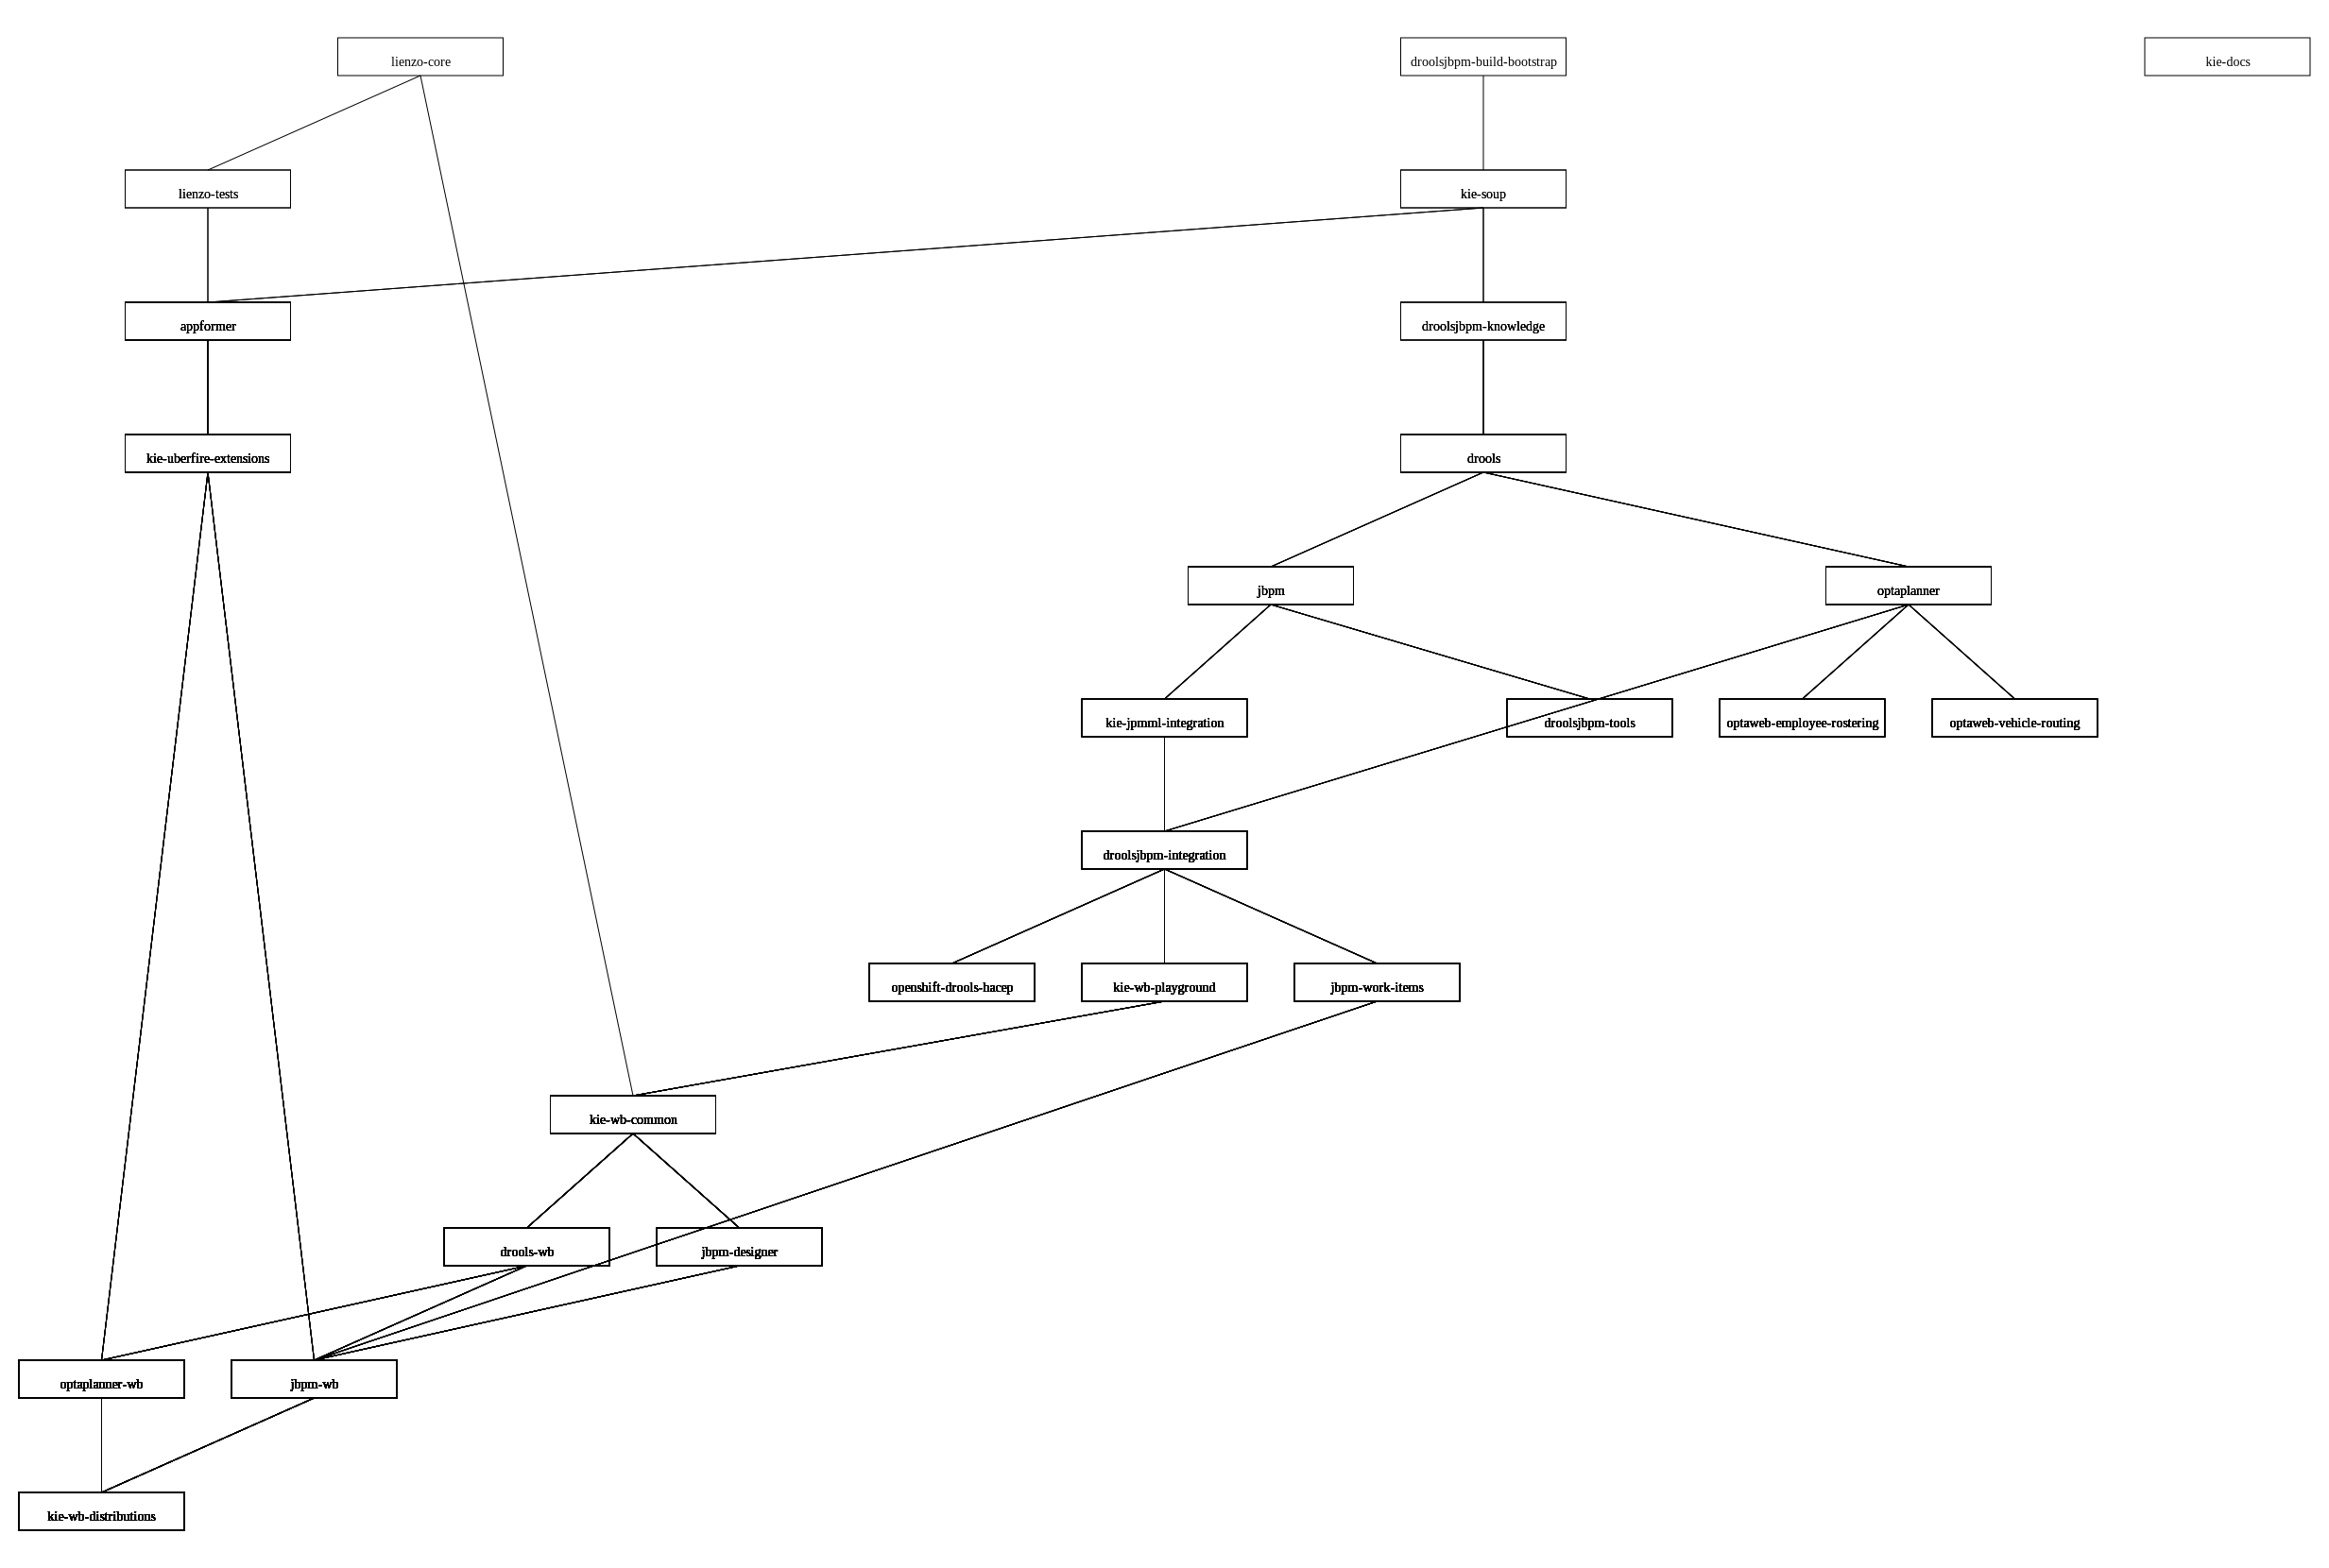 lienzo-core
droolsjbpm-build-bootstrap
kie-docs
lienzo-tests
kie-soup
appformer
droolsjbpm-knowledge
kie-uberfire-extensions
drools
jbpm
optaplanner
kie-jpmml-integration
droolsjbpm-tools
optaweb-employee-rostering
optaweb-vehicle-routing
droolsjbpm-integration
openshift-drools-hacep
kie-wb-playground
jbpm-work-items
kie-wb-common
drools-wb
jbpm-designer
optaplanner-wb
jbpm-wb
kie-wb-distributions